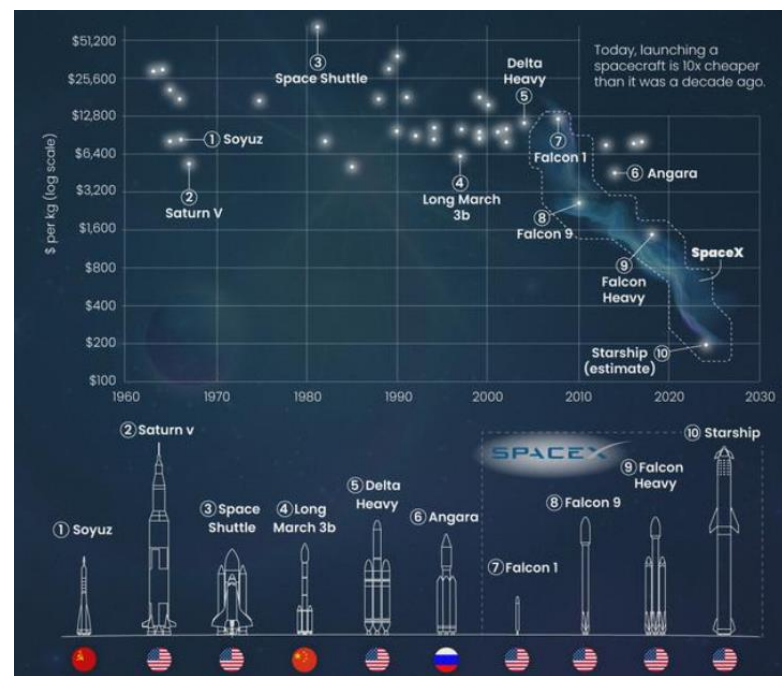 $51,200
$25,600
$12,800
$6,400
$3,200
$1,600
$800
$400
$200
$100
$ per kg (log scale)
1960
1970
1980
1990
2000
2010
2020
2030
Today, launching a
spacecraft is 10x cheaper
than it was a decade ago.
① Soyuz
②
Saturn V
③
Space Shuttle
④
Long March
3b
Delta
Heavy
⑤
⑥ Angara
⑦
Falcon 1
⑧
Falcon 9
⑨
Falcon
Heavy
SpaceX
Starship ⑩
(estimate)
① Soyuz
② Saturn v
③ Space
Shuttle
④ Long
March 3b
⑤ Delta
Heavy
⑥ Angara
SPACEX
⑦ Falcon 1
⑧ Falcon 9
⑨ Falcon
Heavy
⑩ Starship